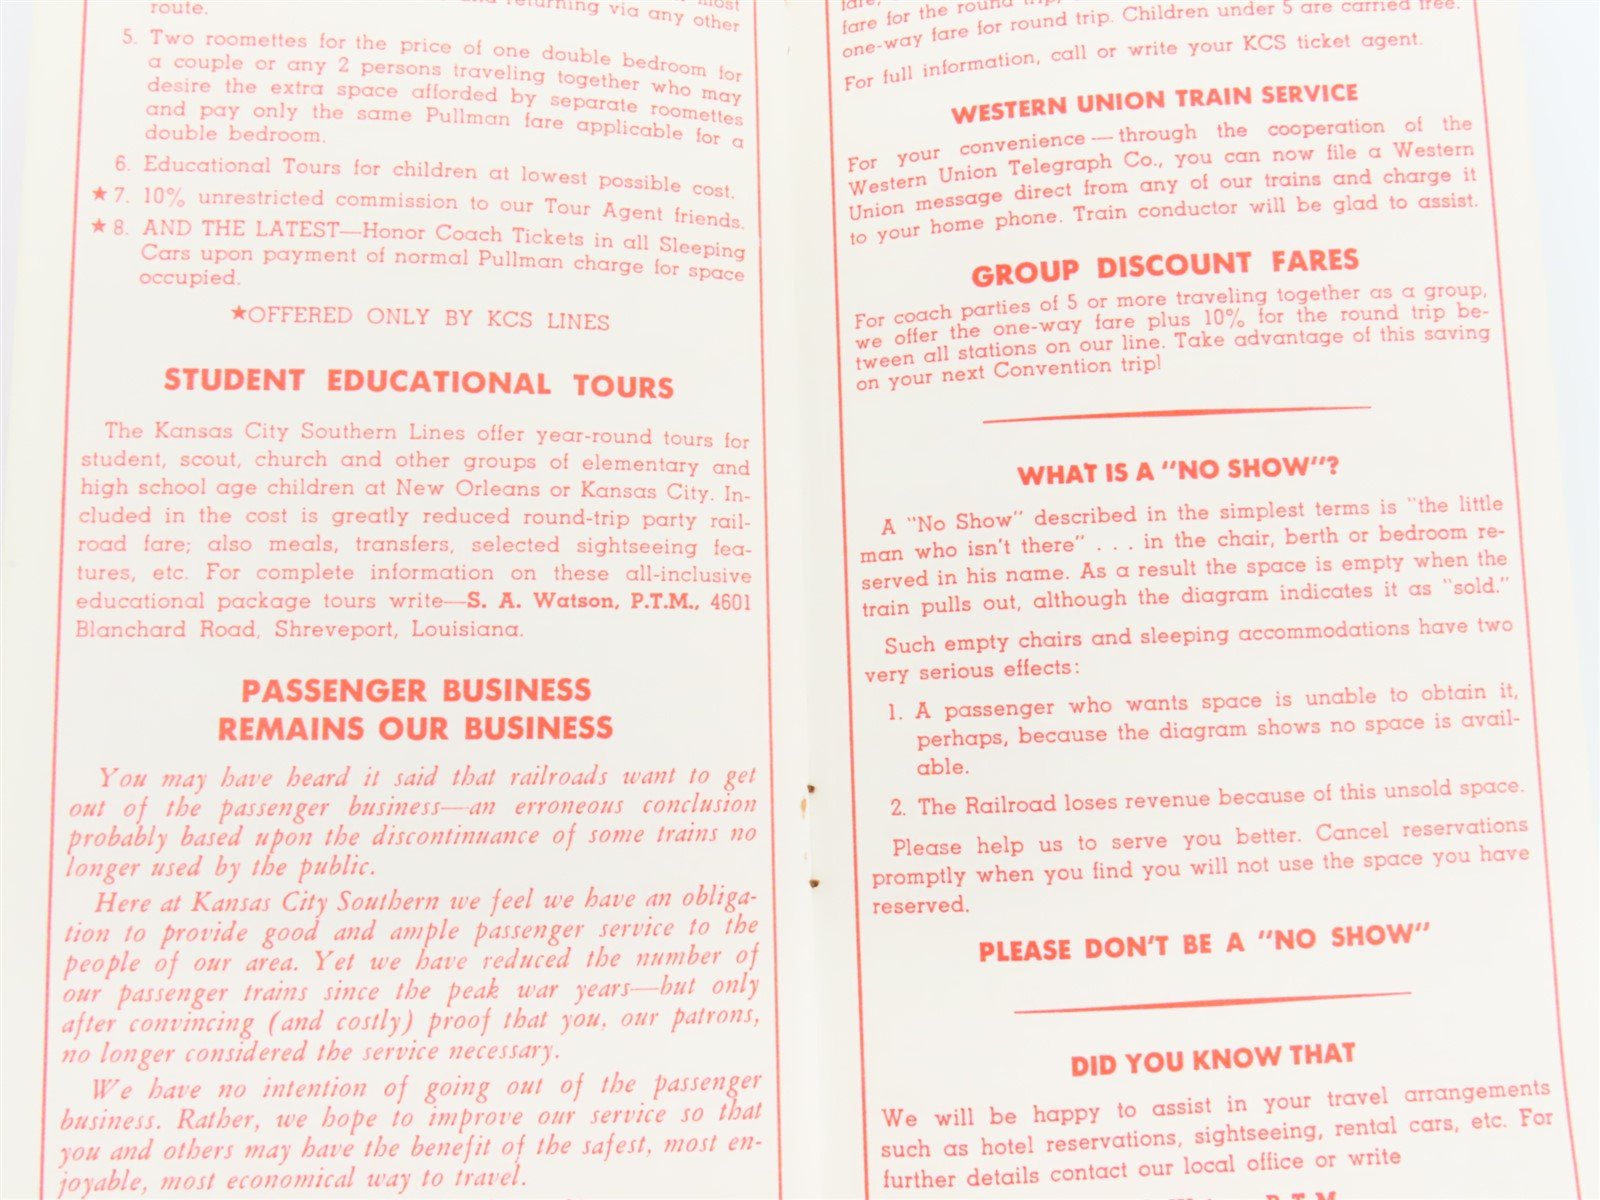 returning via any other
route.
5. Two roomettes for the price of one double bedroom for
a couple or any 2 persons traveling together who may
desire the extra space afforded by separate roomettes
and pay only the same Pullman fare applicable for a
double bedroom.
6. Educational Tours for children at lowest possible cost.
★7. 10% unrestricted commission to our Tour Agent friends.
★8. AND THE LATEST—Honor Coach Tickets in all Sleeping
Cars upon payment of normal Pullman charge for space
occupied.
★OFFERED ONLY BY KCS LINES
STUDENT EDUCATIONAL TOURS
The Kansas City Southern Lines offer year-round tours for
student, scout, church and other groups of elementary and
high school age children at New Orleans or Kansas City. In-
cluded in the cost is greatly reduced round-trip party rail-
road fare; also meals, transfers, selected sightseeing fea-
tures, etc. For complete information on these all-inclusive
educational package tours write—S. A. Watson, P.T.M., 4601
Blanchard Road, Shreveport, Louisiana.
PASSENGER BUSINESS
REMAINS OUR BUSINESS
You may have heard it said that railroads want to get
out of the passenger business—an erroneous conclusion
probably based upon the discontinuance of some trains no
longer used by the public.
Here at Kansas City Southern we feel we have an obliga-
tion to provide good and ample passenger service to the
people of our area. Yet we have reduced the number of
our passenger trains since the peak war years—but only
after convincing (and costly) proof that you, our patrons,
no longer considered the service necessary.
We have no intention of going out of the passenger
business. Rather, we hope to improve our service so that
you and others may have the benefit of the safest, most en-
joyable, most economical way to travel.
fare for the round trip,
one-way fare for round trip. Children under 5 are carried free.
For full information, call or write your KCS ticket agent.
WESTERN UNION TRAIN SERVICE
For your convenience—through the cooperation of the
Western Union Telegraph Co., you can now file a Western
Union message direct from any of our trains and charge it
to your home phone. Train conductor will be glad to assist.
GROUP DISCOUNT FARES
For coach parties of 5 or more traveling together as a group,
we offer the one-way fare plus 10% for the round trip be-
tween all stations on our line. Take advantage of this saving
on your next Convention trip!
WHAT IS A "NO SHOW"?
A "No Show" described in the simplest terms is "the little
man who isn't there" . . . in the chair, berth or bedroom re-
served in his name. As a result the space is empty when the
train pulls out, although the diagram indicates it as "sold."
Such empty chairs and sleeping accommodations have two
very serious effects:
1. A passenger who wants space is unable to obtain it,
perhaps, because the diagram shows no space is avail-
able.
2. The Railroad loses revenue because of this unsold space.
Please help us to serve you better. Cancel reservations
promptly when you find you will not use the space you have
reserved.
PLEASE DON'T BE A "NO SHOW"
DID YOU KNOW THAT
We will be happy to assist in your travel arrangements
such as hotel reservations, sightseeing, rental cars, etc. For
further details contact our local office or write